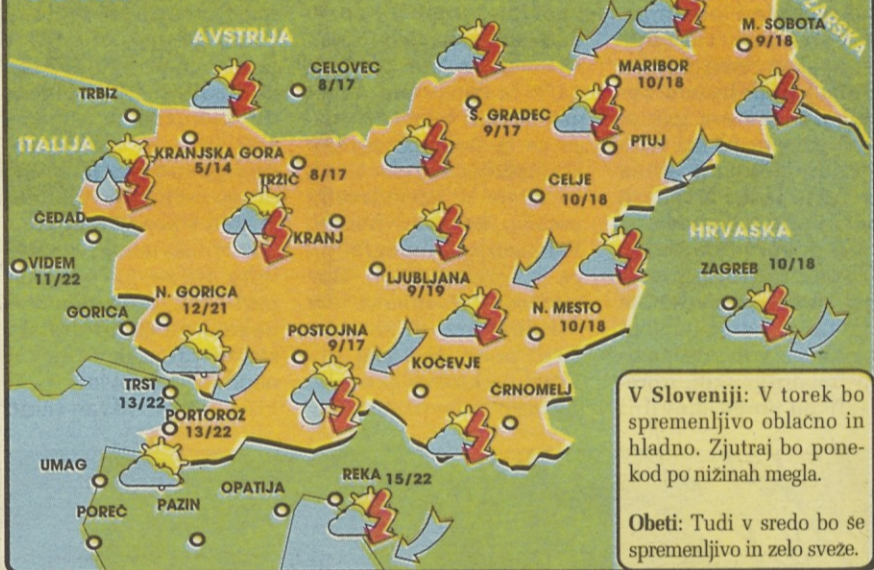 AVSTRIJA
M. SOBOTA
9/18
CELOVEC
8/17
MARIBOR
10/18
TRBIZ
S. GRADEC
9/17
ITALIJA
KRANJSKA GORA
5/14
PTUJ
TRŽIČ 8/17
CELJE
10/18
ČEDAD
KRANJ
HRVAŠKA
VIDEM
11/22
LJUBLJANA
9/19
ZAGREB 10/18
N. GORICA
12/21
GORICA
N. MESTO
10/18
POSTOJNA
9/17
KOČEVJE
TRST
13/22
ČRNOMELJ
PORTOROŽ
13/22
UMAG
REKA 15/22
OPATIJA
PAZIN
POREČ
V Sloveniji: V torek bo
spremenljivo oblačno in
hladno. Zjutraj bo pone-
kod po nižinah megla.
Obeti: Tudi v sredo bo še
spremenljivo in zelo sveže.